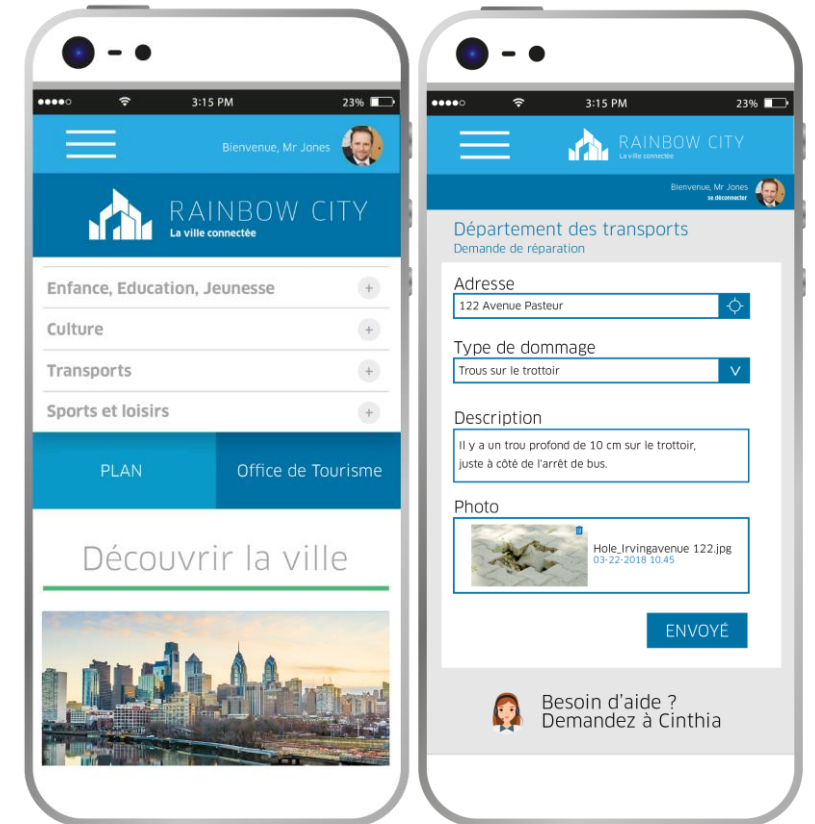 3:15 PM
23%
Bienvenue, Mr Jones
RAINBOW CITY
La ville connectée
Enfance, Education, Jeunesse
+
Culture
+
Transports
+
Sports et loisirs
+
PLAN
Office de Tourisme
Découvrir la ville
3:15 PM
23%
RAINBOW CITY
La ville connectée
Bienvenue, Mr Jones
se déconnecter
Département des transports
Demande de réparation
Adresse
122 Avenue Pasteur
Type de dommage
Trous sur le trottoir
Description
Il y a un trou profond de 10 cm sur le trottoir,
juste à côté de l'arrêt de bus.
Photo
Hole_Irvingavenue 122.jpg
03-22-2018 10.45
ENVOYÉ
Besoin d'aide ?
Demandez à Cinthia